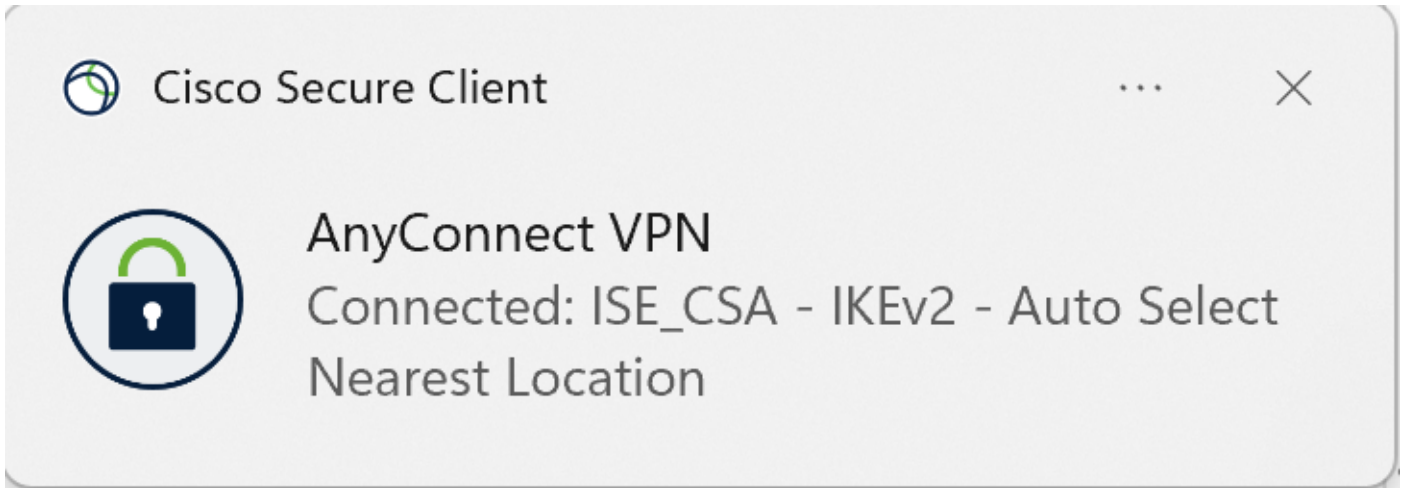 Cisco Secure Client
AnyConnect VPN
Connected: ISE_CSA - IKEv2 - Auto Select
Nearest Location